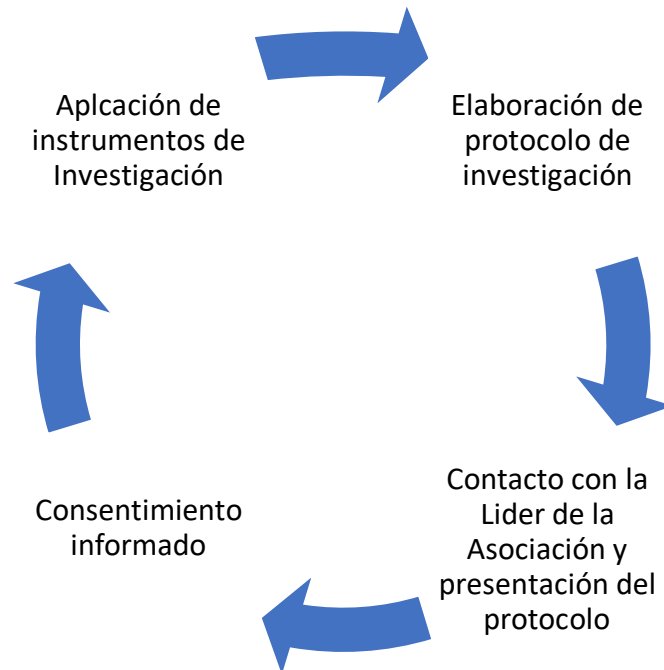 Aplcación de
instrumentos de
Investigación
Elaboración de
protocolo de
investigación
Contacto con la
Lider de la
Asociación y
presentación del
protocolo
Consentimiento
informado